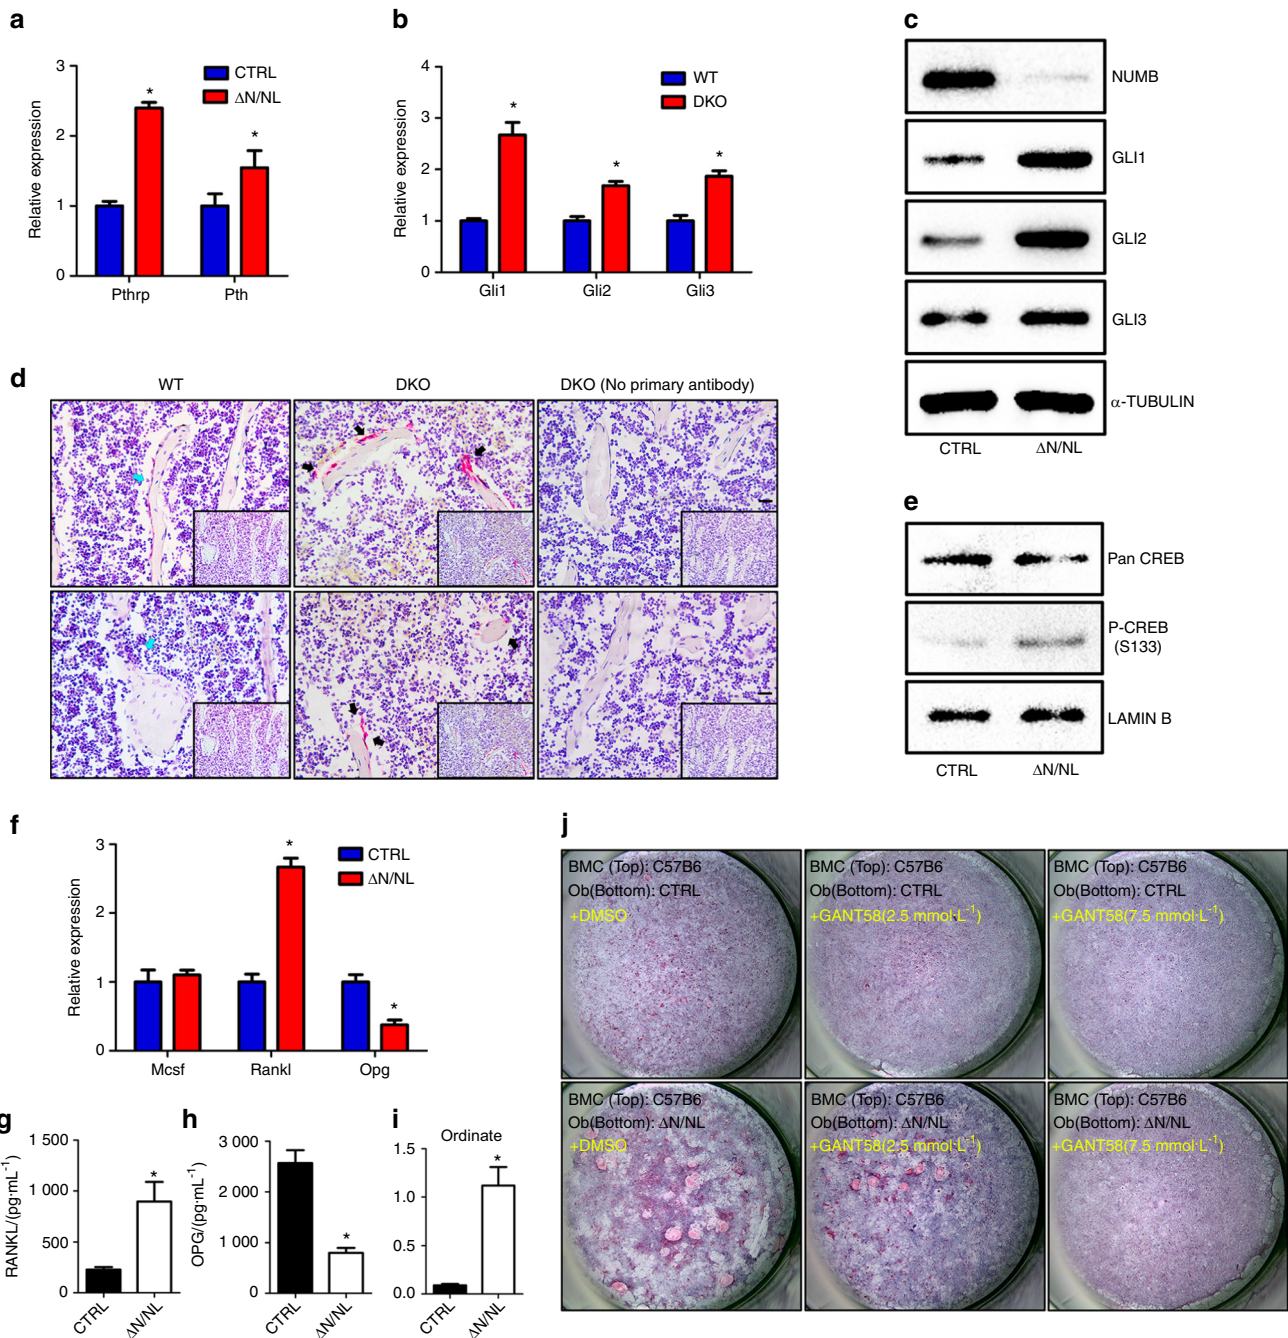 a
3
2
1
0
Relative expression
CTRL
ΔN/NL
*
*
Pthrp
Pth
b
4
3
2
1
0
Relative expression
WT
DKO
*
*
*
Gli1
Gli2
Gli3
c
NUMB
GLI1
GLI2
GLI3
α-TUBULIN
CTRL
ΔN/NL
d
WT
DKO
DKO (No primary antibody)
e
Pan CREB
P-CREB
(S133)
LAMIN B
CTRL
ΔN/NL
f
3
2
1
0
Relative expression
CTRL
ΔN/NL
*
*
Mcsf
Rankl
Opg
g
1 500
1 000
500
0
RANKL/(pg·mL⁻¹)
*
CTRL
ΔN/NL
h
3 000
2 000
1 000
0
OPG/(pg·mL⁻¹)
*
CTRL
ΔN/NL
i
Ordinate
1.5
1.0
0.5
0.0
*
CTRL
ΔN/NL
j
BMC (Top): C57B6
Ob(Bottom): CTRL
+DMSO
BMC (Top): C57B6
Ob(Bottom): CTRL
+GANT58(2.5 mmol·L⁻¹)
BMC (Top): C57B6
Ob(Bottom): CTRL
+GANT58(7.5 mmol·L⁻¹)
BMC (Top): C57B6
Ob(Bottom): ΔN/NL
+DMSO
BMC (Top): C57B6
Ob(Bottom): ΔN/NL
+GANT58(2.5 mmol·L⁻¹)
BMC (Top): C57B6
Ob(Bottom): ΔN/NL
+GANT58(7.5 mmol·L⁻¹)